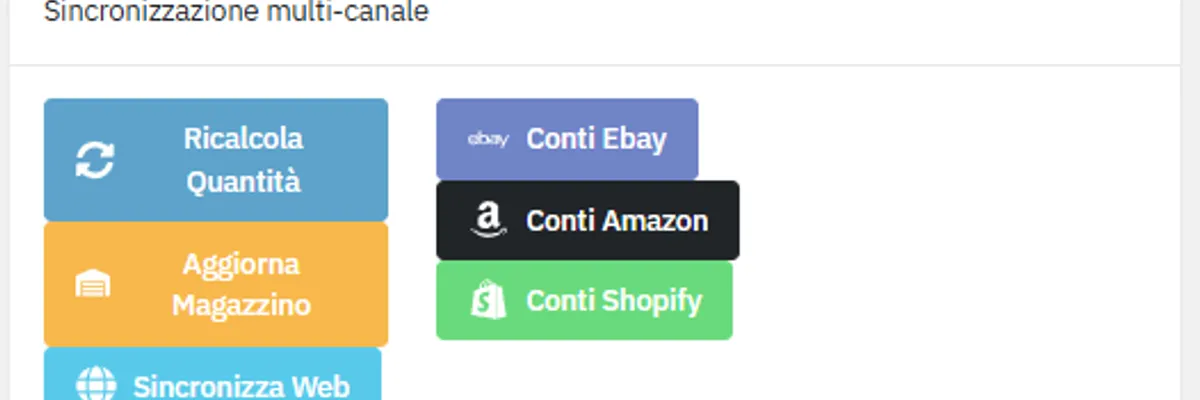 Sincronizzazione multi-canale
Ricalcola
Quantità
Aggiorna
Magazzino
Sincronizza Web
ebay Conti Ebay
Conti Amazon
Conti Shopify